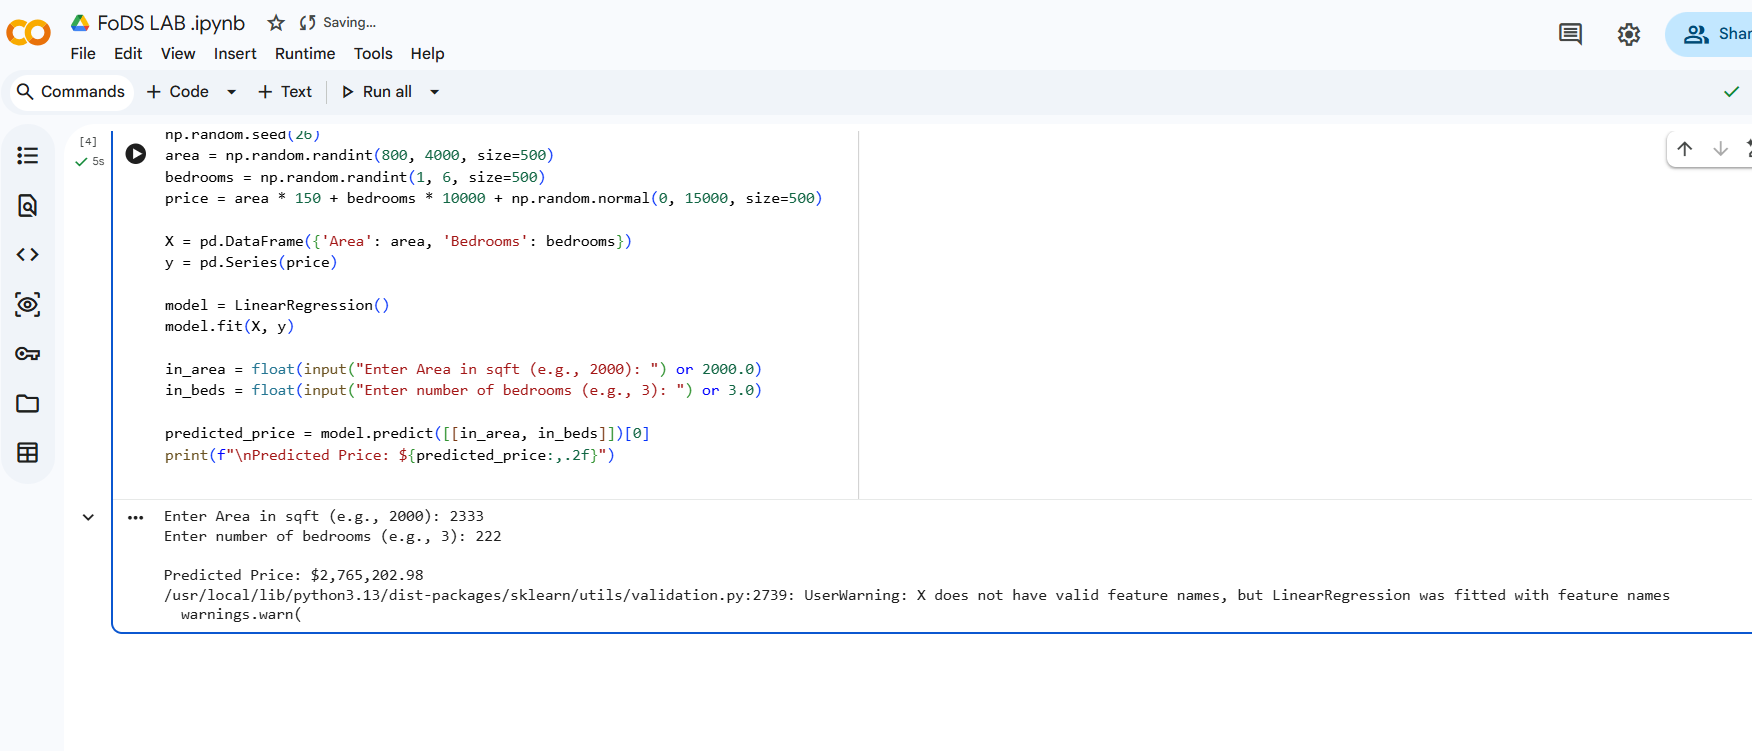 FoDS LAB .ipynb
Saving...
File Edit View Insert Runtime Tools Help
Shar
Commands + Code + Text Run all
[4]
5s
np.random.seed(26)
area = np.random.randint(800, 4000, size=500)
bedrooms = np.random.randint(1, 6, size=500)
price = area * 150 + bedrooms * 10000 + np.random.normal(0, 15000, size=500)
X = pd.DataFrame({'Area': area, 'Bedrooms': bedrooms})
y = pd.Series(price)
model = LinearRegression()
model.fit(X, y)
in_area = float(input("Enter Area in sqft (e.g., 2000): ") or 2000.0)
in_beds = float(input("Enter number of bedrooms (e.g., 3): ") or 3.0)
predicted_price = model.predict([[in_area, in_beds]])[0]
print(f"\nPredicted Price: ${predicted_price:,.2f}")
Enter Area in sqft (e.g., 2000): 2333
Enter number of bedrooms (e.g., 3): 222
Predicted Price: $2,765,202.98
/usr/local/lib/python3.13/dist-packages/sklearn/utils/validation.py:2739: UserWarning: X does not have valid feature names, but LinearRegression was fitted with feature names
warnings.warn(